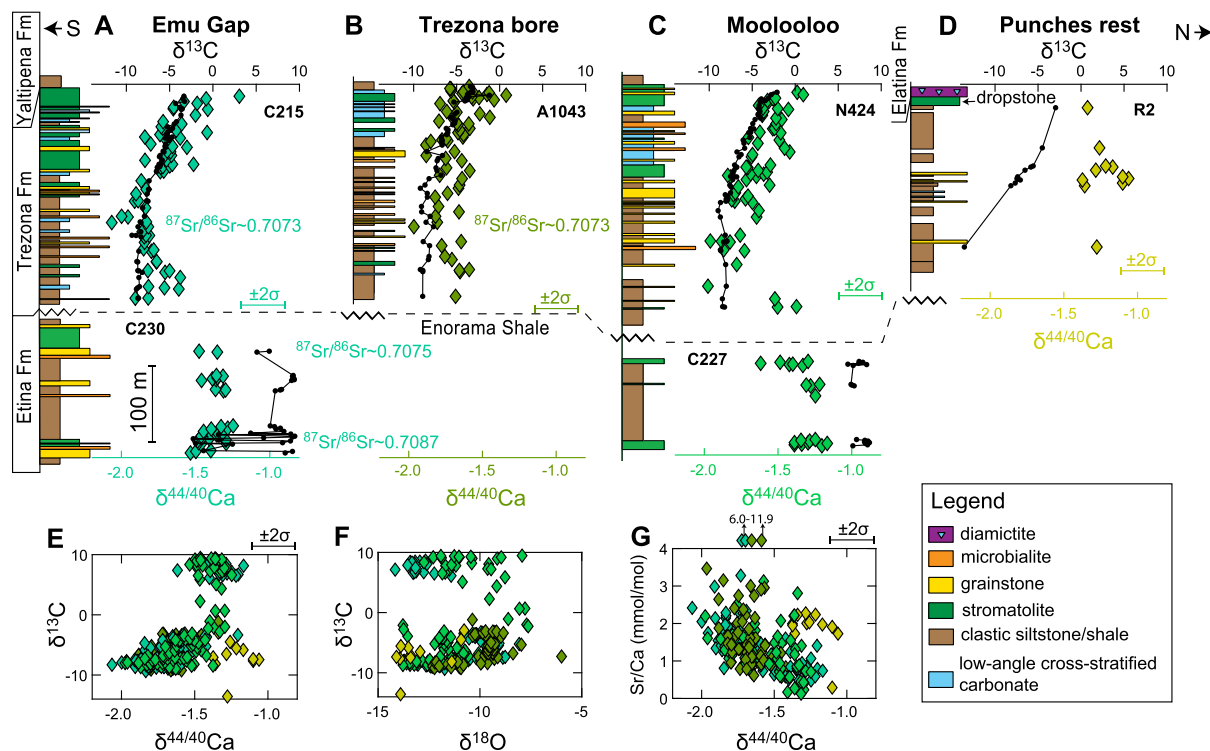 ← S
A Emu Gap
δ13C
-10 -5 0 5 10
C215
87Sr/86Sr~0.7073
±2σ
C230
87Sr/86Sr~0.7075
100 m
87Sr/86Sr~0.7087
-2.0 -1.5 -1.0
δ44/40Ca
Yaltipena Fm
Trezona Fm
Etina Fm
B Trezona bore
δ13C
-10 -5 0 5 10
A1043
87Sr/86Sr~0.7073
±2σ
Enorama Shale
-2.0 -1.5 -1.0
δ44/40Ca
C Moolooloo
δ13C
-10 -5 0 5 10
N424
±2σ
C227
-2.0 -1.5 -1.0
δ44/40Ca
D Punches rest
N→
δ13C
-10 -5 0 5 10
Elatina Fm
dropstone
R2
±2σ
-2.0 -1.5 -1.0
δ44/40Ca
E
±2σ
δ13C
10
0
-10
-2.0 -1.5 -1.0
δ44/40Ca
F
δ13C
10
0
-10
-15 -10 -5
δ18O
G
6.0-11.9
±2σ
Sr/Ca (mmol/mol)
4
3
2
1
0
-2.0 -1.5 -1.0
δ44/40Ca
Legend
diamictite
microbialite
grainstone
stromatolite
clastic siltstone/shale
low-angle cross-stratified
carbonate